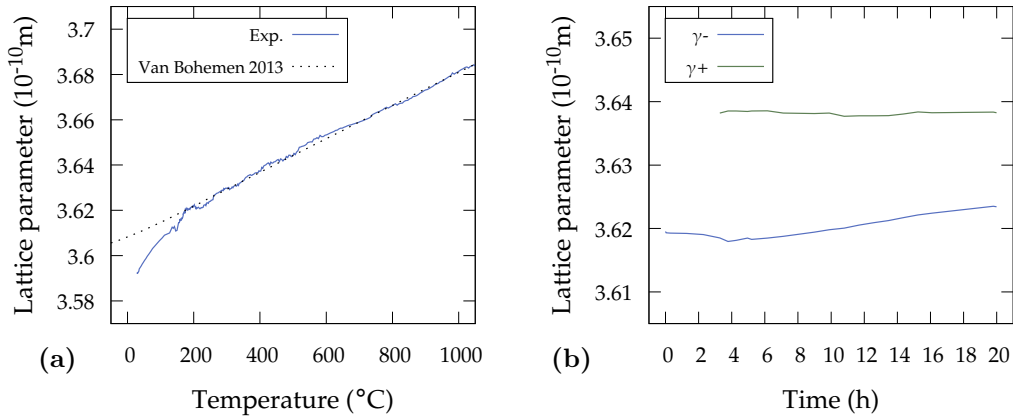 3.7
3.68
3.66
3.64
3.62
3.6
3.58
Lattice parameter (10-10m)
Exp.
Van Bohemen 2013
0 200 400 600 800 1000
Temperature (°C)
(a)
3.65
3.64
3.63
3.62
3.61
Lattice parameter (10-10m)
γ-
γ+
0 2 4 6 8 10 12 14 16 18 20
Time (h)
(b)